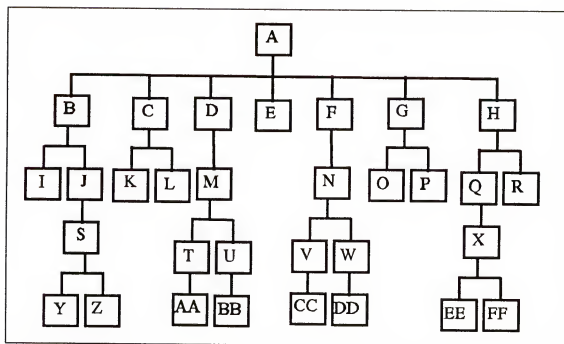 A
B C D E F G H
I J K L M N O P Q R
S T U V W X
Y Z AA BB CC DD EE FF